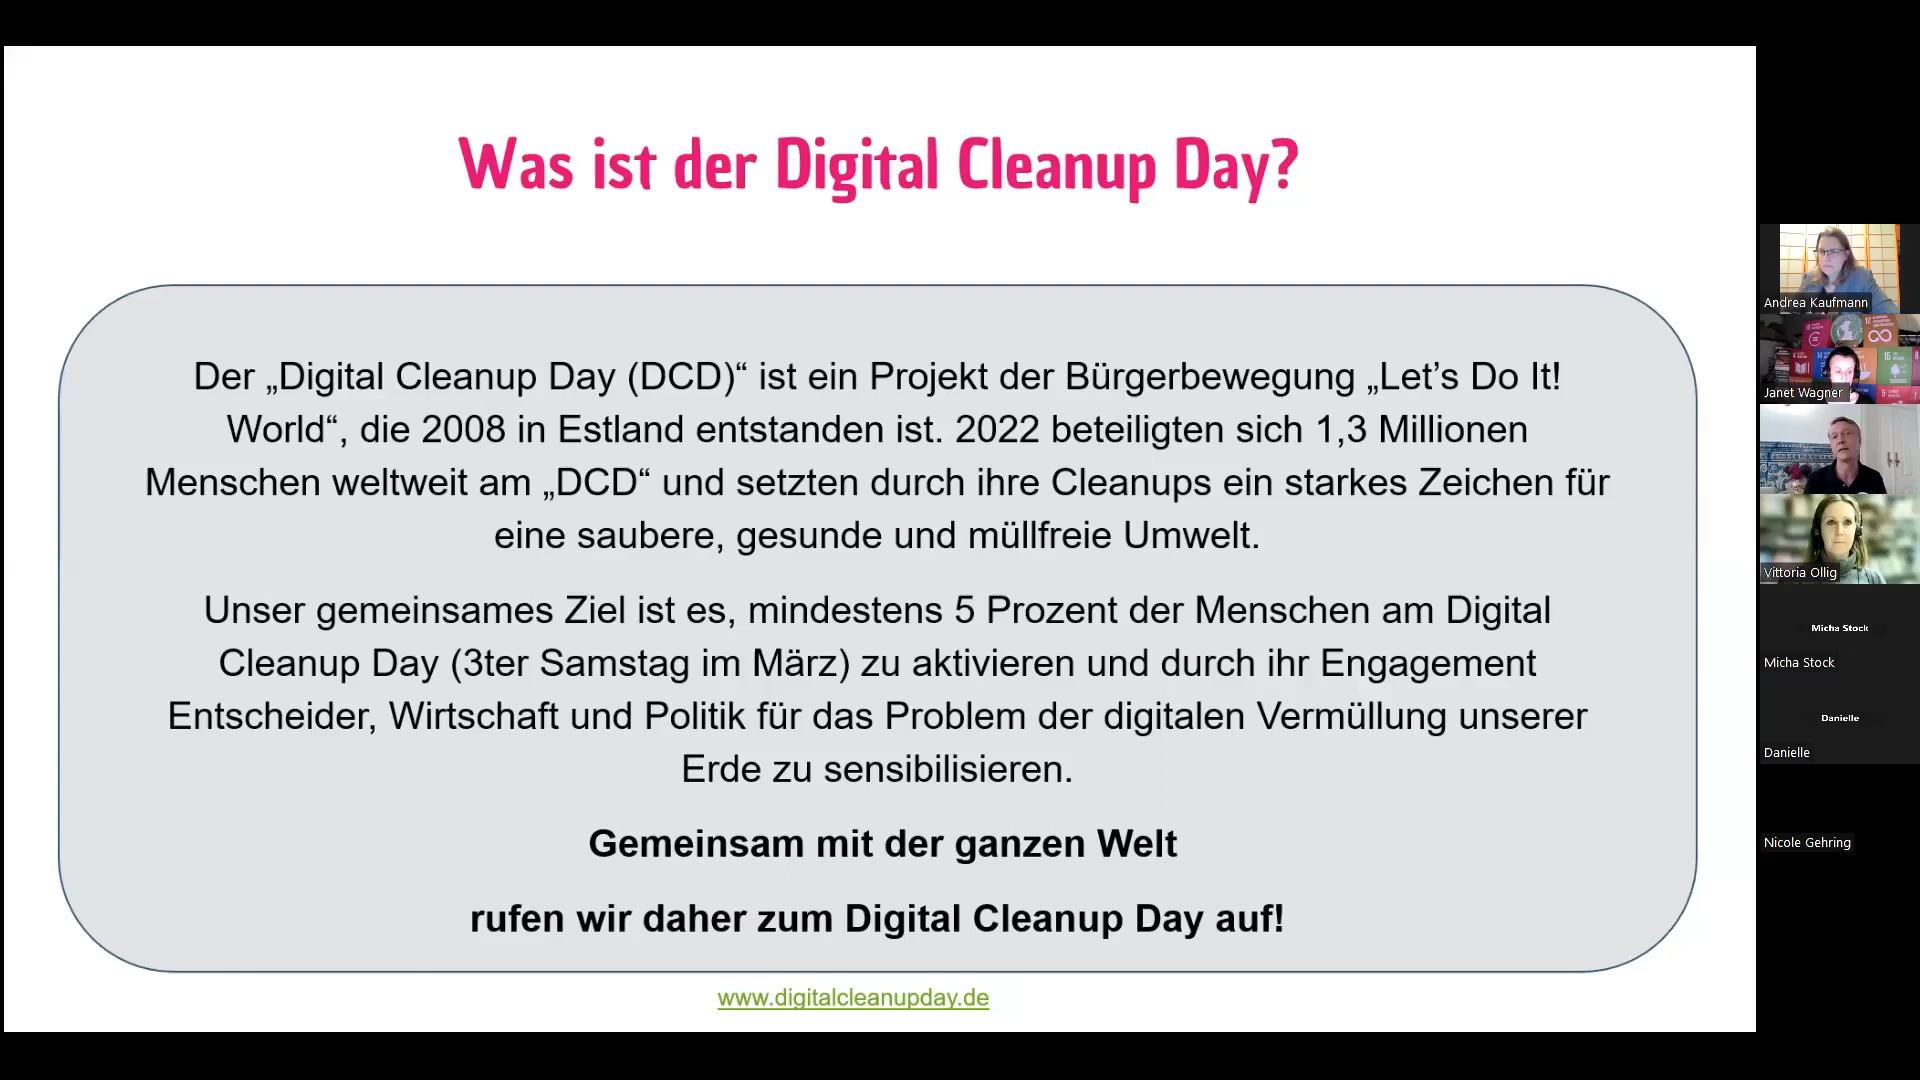 Was ist der Digital Cleanup Day?
Der „Digital Cleanup Day (DCD)“ ist ein Projekt der Bürgerbewegung „Let’s Do It!
World“, die 2008 in Estland entstanden ist. 2022 beteiligten sich 1,3 Millionen
Menschen weltweit am „DCD“ und setzten durch ihre Cleanups ein starkes Zeichen für
eine saubere, gesunde und müllfreie Umwelt.
Unser gemeinsames Ziel ist es, mindestens 5 Prozent der Menschen am Digital
Cleanup Day (3ter Samstag im März) zu aktivieren und durch ihr Engagement
Entscheider, Wirtschaft und Politik für das Problem der digitalen Vermüllung unserer
Erde zu sensibilisieren.
Gemeinsam mit der ganzen Welt
rufen wir daher zum Digital Cleanup Day auf!
www.digitalcleanupday.de
Andrea Kaufmann
Janet Wagner
Vittoria Ollig
Micha Stock
Micha Stock
Danielle
Danielle
Nicole Gehring